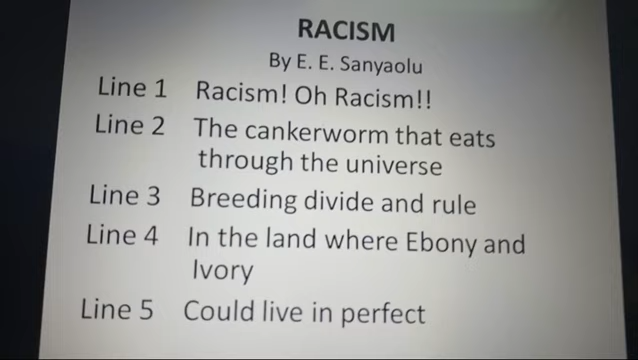 RACISM
By E. E. Sanyaolu
Line 1 Racism! Oh Racism!!
Line 2 The cankerworm that eats
through the universe
Line 3 Breeding divide and rule
Line 4 In the land where Ebony and
Ivory
Line 5 Could live in perfect